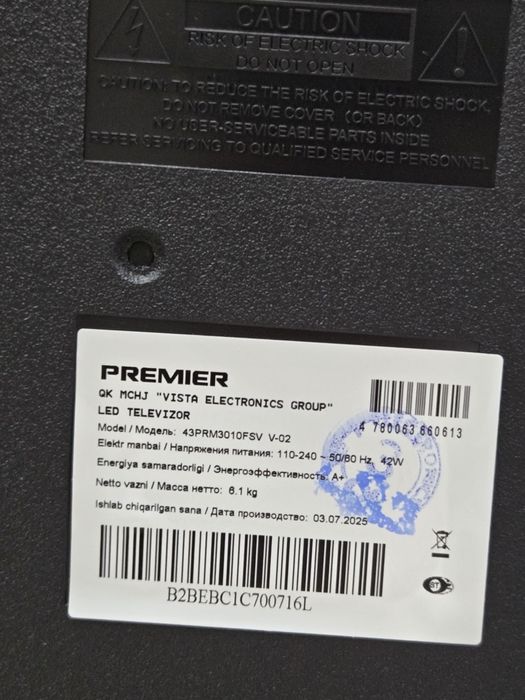 CAUTION
RISK OF ELECTRIC SHOCK
DO NOT OPEN
CAUTION: TO REDUCE THE RISK OF ELECTRIC SHOCK,
DO NOT REMOVE COVER (OR BACK)
NO USER-SERVICEABLE PARTS INSIDE
REFER SERVICING TO QUALIFIED SERVICE PERSONNEL
PREMIER
QK MCHJ "VISTA ELECTRONICS GROUP"
LED TELEVIZOR
Model / Модель: 43PRM3010FSV V-02
4 780063 660613
Elektr manbai / Напряжения питания: 110-240 ~ 50/60 Hz, 42W
Energiya samaradorligi / Энергоэффективность: A+
Netto vazni / Масса нетто: 6.1 kg
Ishlab chiqarilgan sana / Дата производство: 03.07.2025
B2BEBC1C700716L